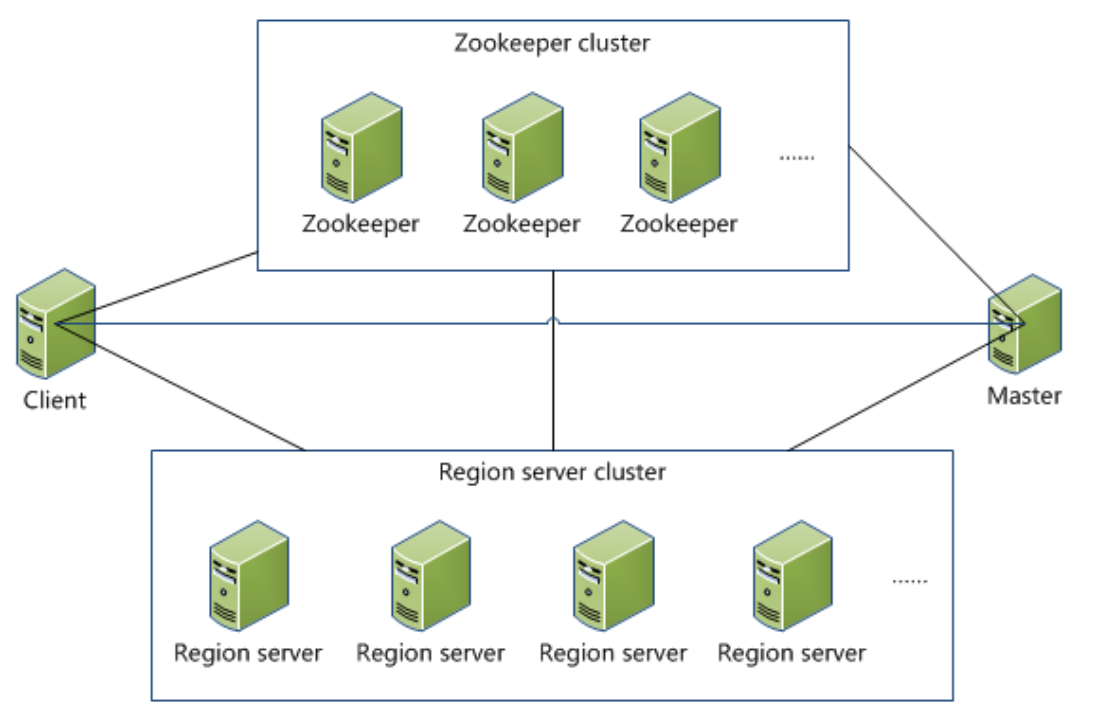 Zookeeper cluster
......
Zookeeper Zookeeper Zookeeper
Client
Master
Region server cluster
......
Region server Region server Region server Region server